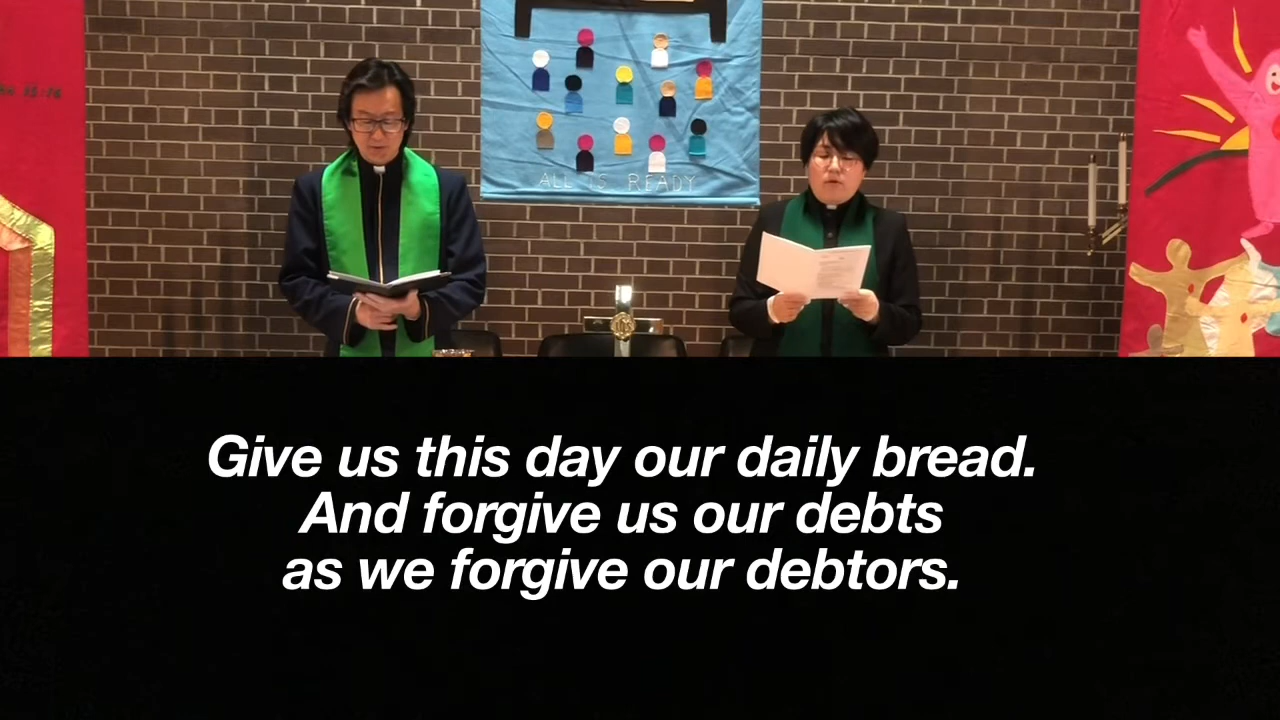 ALL IS READY
Give us this day our daily bread.
And forgive us our debts
as we forgive our debtors.